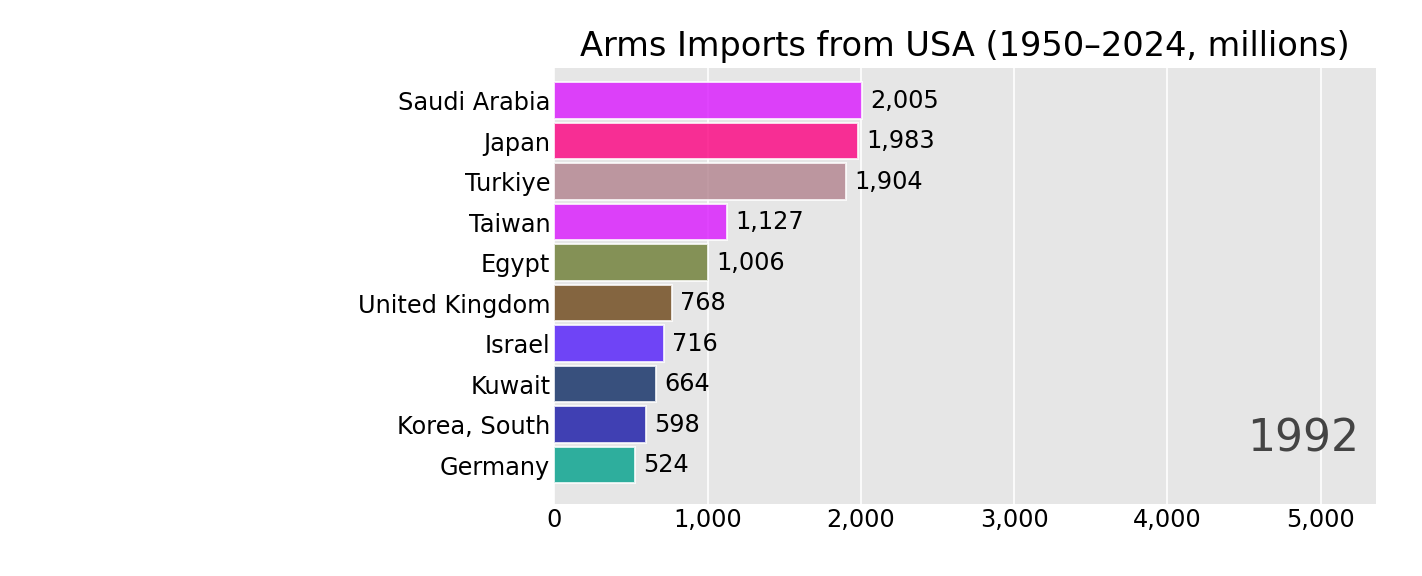 Arms Imports from USA (1950–2024, millions)
Saudi Arabia 2,005
Japan 1,983
Turkiye 1,904
Taiwan 1,127
Egypt 1,006
United Kingdom 768
Israel 716
Kuwait 664
Korea, South 598
1992
Germany 524
0 1,000 2,000 3,000 4,000 5,000